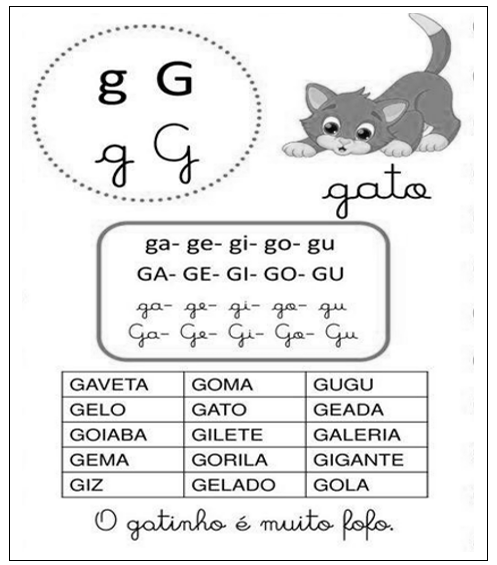 g G
g G
gato
ga- ge- gi- go- gu
GA- GE- GI- GO- GU
ga- ge- gi- go- gu
Ga- Ge- Gi- Go- Gu
GAVETA GOMA GUGU
GELO GATO GEADA
GOIABA GILETE GALERIA
GEMA GORILA GIGANTE
GIZ GELADO GOLA
O gatinho é muito fofo.